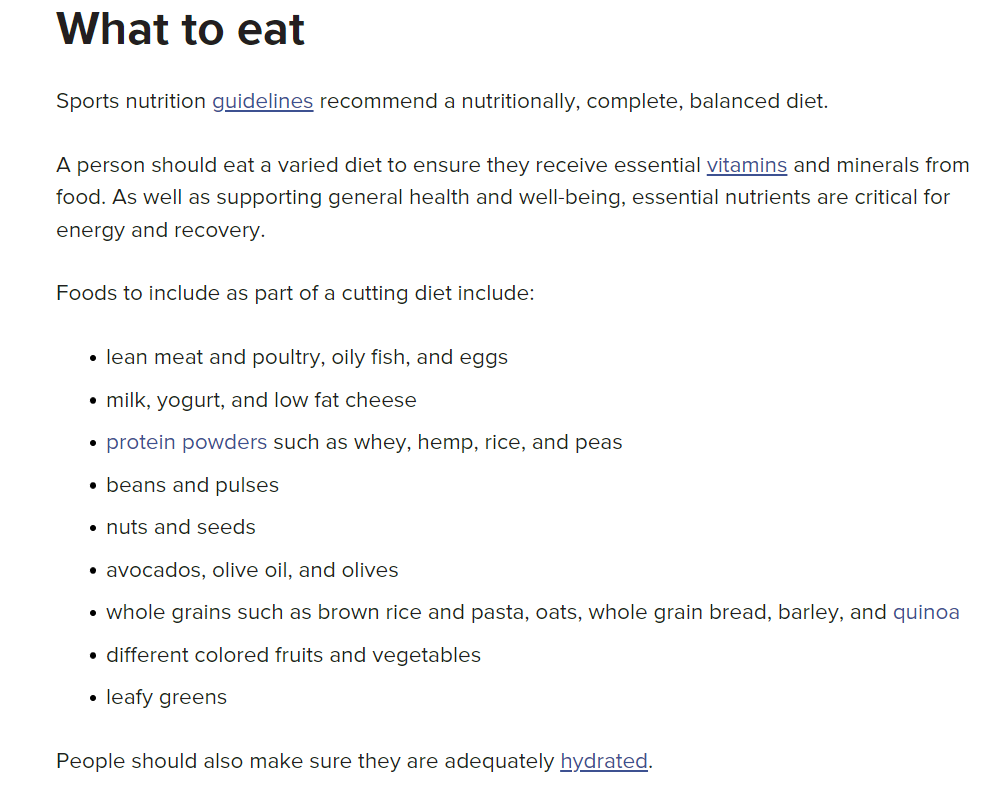 What to eat
Sports nutrition guidelines recommend a nutritionally, complete, balanced diet.
A person should eat a varied diet to ensure they receive essential vitamins and minerals from
food. As well as supporting general health and well-being, essential nutrients are critical for
energy and recovery.
Foods to include as part of a cutting diet include:
• lean meat and poultry, oily fish, and eggs
• milk, yogurt, and low fat cheese
• protein powders such as whey, hemp, rice, and peas
• beans and pulses
• nuts and seeds
• avocados, olive oil, and olives
• whole grains such as brown rice and pasta, oats, whole grain bread, barley, and quinoa
• different colored fruits and vegetables
• leafy greens
People should also make sure they are adequately hydrated.